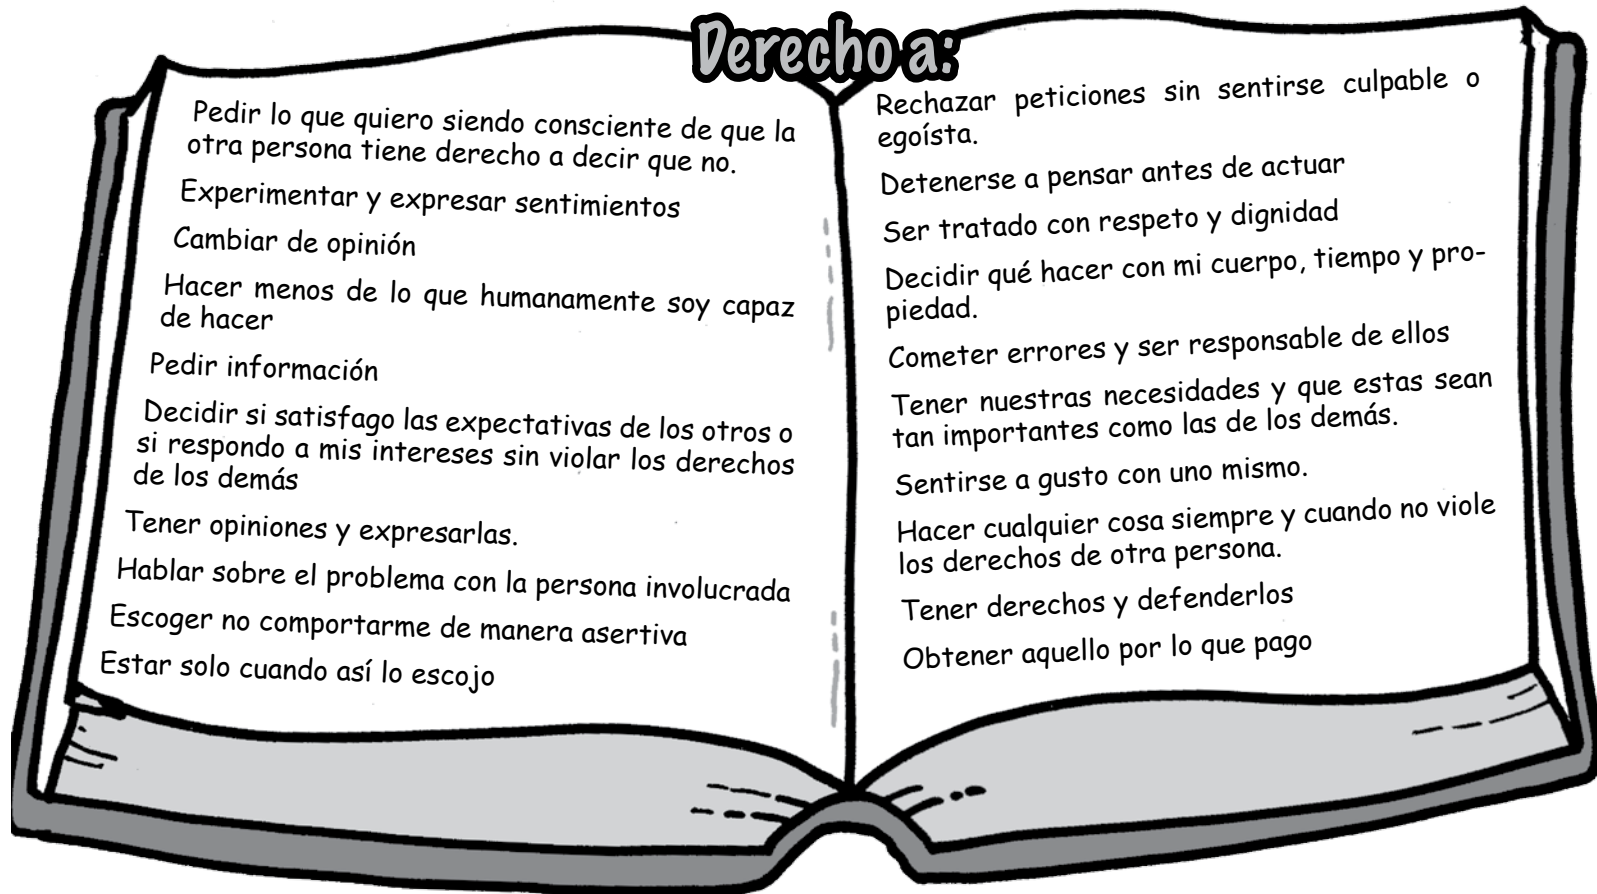 Derecho a:
Pedir lo que quiero siendo consciente de que la
otra persona tiene derecho a decir que no.
Experimentar y expresar sentimientos
Cambiar de opinión
Hacer menos de lo que humanamente soy capaz
de hacer
Pedir información
Decidir si satisfago las expectativas de los otros o
si respondo a mis intereses sin violar los derechos
de los demás
Tener opiniones y expresarlas.
Hablar sobre el problema con la persona involucrada
Escoger no comportarme de manera asertiva
Estar solo cuando así lo escojo
Rechazar peticiones sin sentirse culpable o
egoísta.
Detenerse a pensar antes de actuar
Ser tratado con respeto y dignidad
Decidir qué hacer con mi cuerpo, tiempo y pro-
piedad.
Cometer errores y ser responsable de ellos
Tener nuestras necesidades y que estas sean
tan importantes como las de los demás.
Sentirse a gusto con uno mismo.
Hacer cualquier cosa siempre y cuando no viole
los derechos de otra persona.
Tener derechos y defenderlos
Obtener aquello por lo que pago